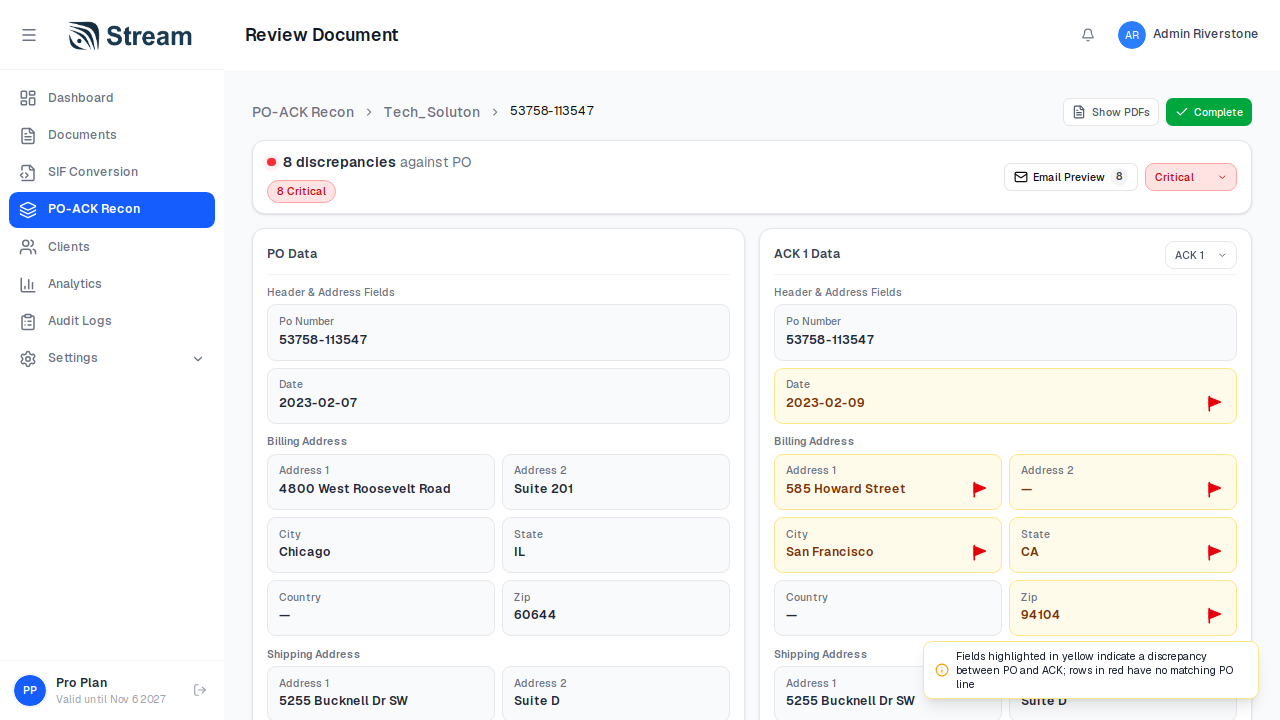 Stream
Review Document
AR
Admin Riverstone
Dashboard
Documents
SIF Conversion
PO-ACK Recon
Clients
Analytics
Audit Logs
Settings
PP
Pro Plan
Valid until Nov 6 2027
PO-ACK Recon
Tech_Soluton
53758-113547
Show PDFs
Complete
8 discrepancies against PO
8 Critical
Email Preview 8
Critical
PO Data
Header & Address Fields
Po Number
53758-113547
Date
2023-02-07
Billing Address
Address 1
4800 West Roosevelt Road
Address 2
Suite 201
City
Chicago
State
IL
Country
—
Zip
60644
Shipping Address
Address 1
5255 Bucknell Dr SW
Address 2
Suite D
ACK 1 Data
ACK 1
Header & Address Fields
Po Number
53758-113547
Date
2023-02-09
Billing Address
Address 1
585 Howard Street
Address 2
—
City
San Francisco
State
CA
Country
—
Zip
94104
Shipping Address
Address 1
5255 Bucknell Dr SW
Suite D
Fields highlighted in yellow indicate a discrepancy
between PO and ACK; rows in red have no matching PO
line